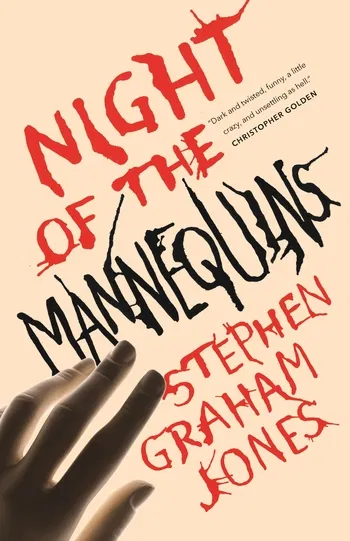 NIGHT
OF THE
MANNEQUINS
"Dark and twisted, funny, a little
crazy, and unsettling as hell."
CHRISTOPHER GOLDEN
STEPHEN
GRAHAM
JONES